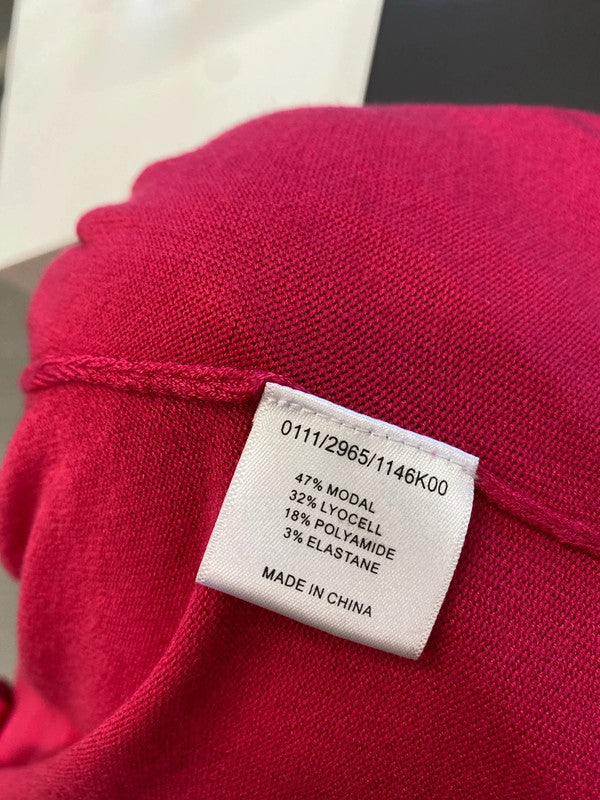 0111/2965/1146K00
47% MODAL
32% LYOCELL
18% POLYAMIDE
3% ELASTANE
MADE IN CHINA